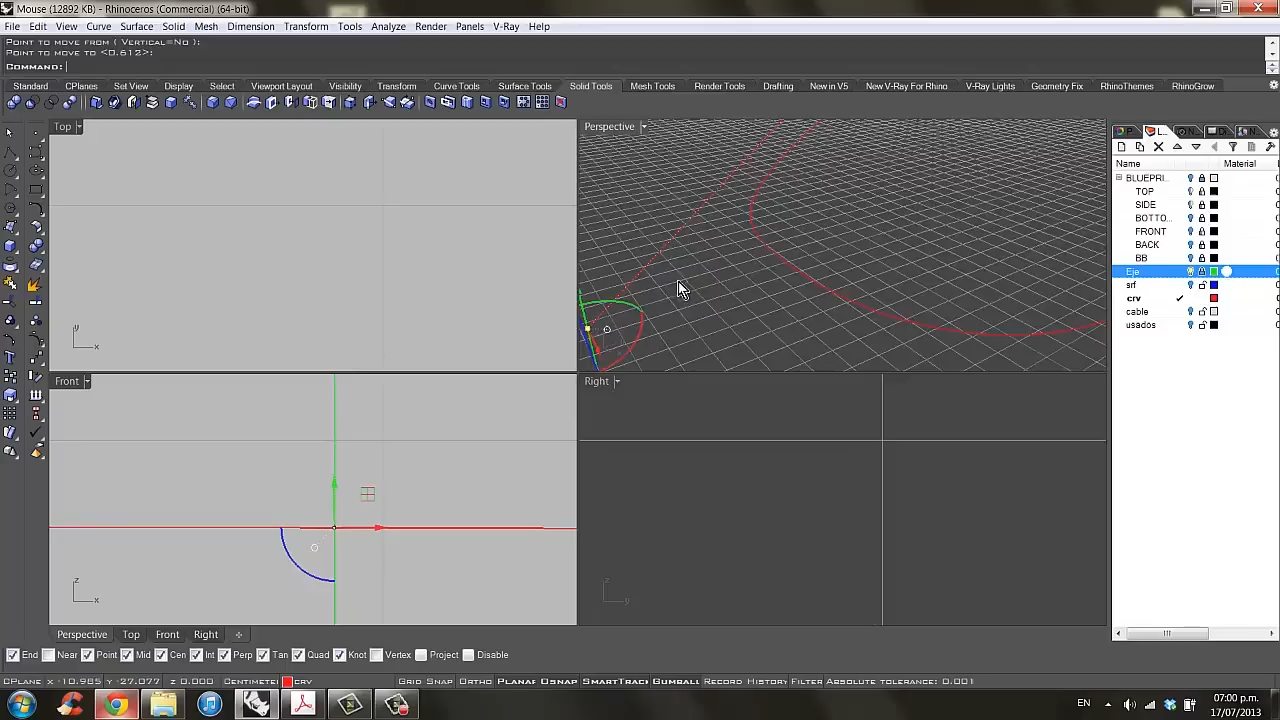 Mouse (12892 KB) - Rhinoceros (Commercial) (64-bit)
File Edit View Curve Surface Solid Mesh Dimension Transform Tools Analyze Render Panels V-Ray Help
Point to move from ( Vertical=No ):
Point to move to <0.612>:
Command:
Standard CPlanes Set View Display Select Viewport Layout Visibility Transform Curve Tools Surface Tools Solid Tools Mesh Tools Render Tools Drafting New in V5 New V-Ray For Rhino V-Ray Lights Geometry Fix RhinoThemes RhinoGrow
Top
Perspective
P... L... N... Di N...
Name Material
BLUEPRI...
TOP
SIDE
BOTTO...
FRONT
BACK
BB
Eje
srf
crv
cable
usados
y
x
Front
Right
z
x
z
y
Perspective Top Front Right
End Near Point Mid Cen Int Perp Tan Quad Knot Vertex Project Disable
CPlane x -10.985 y -27.077 z 0.000 Centimeter crv Grid Snap Ortho Planar Osnap SmartTrack Gumball Record History Filter Absolute tolerance: 0.001
EN
07:00 p.m.
17/07/2013